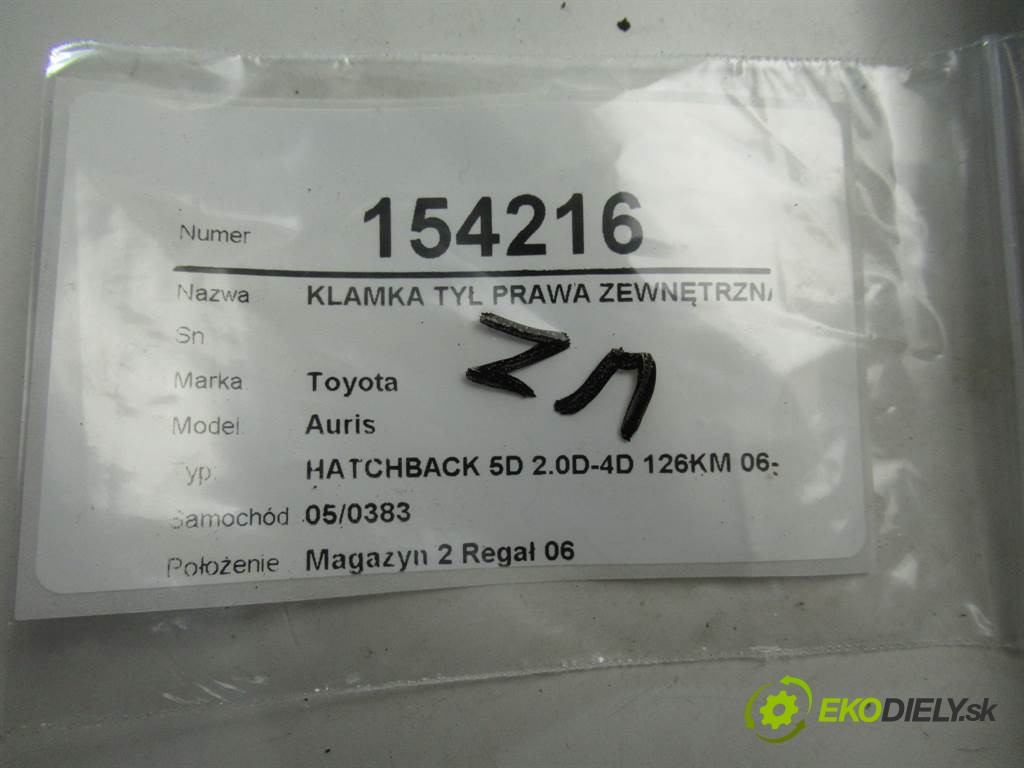 Numer 154216
Nazwa KLAMKA TYŁ PRAWA ZEWNĘTRZNA
Sn
Marka Toyota
Model Auris
Typ HATCHBACK 5D 2.0D-4D 126KM 06-
Samochód 05/0383
Położenie Magazyn 2 Regał 06
EKODIELY.sk